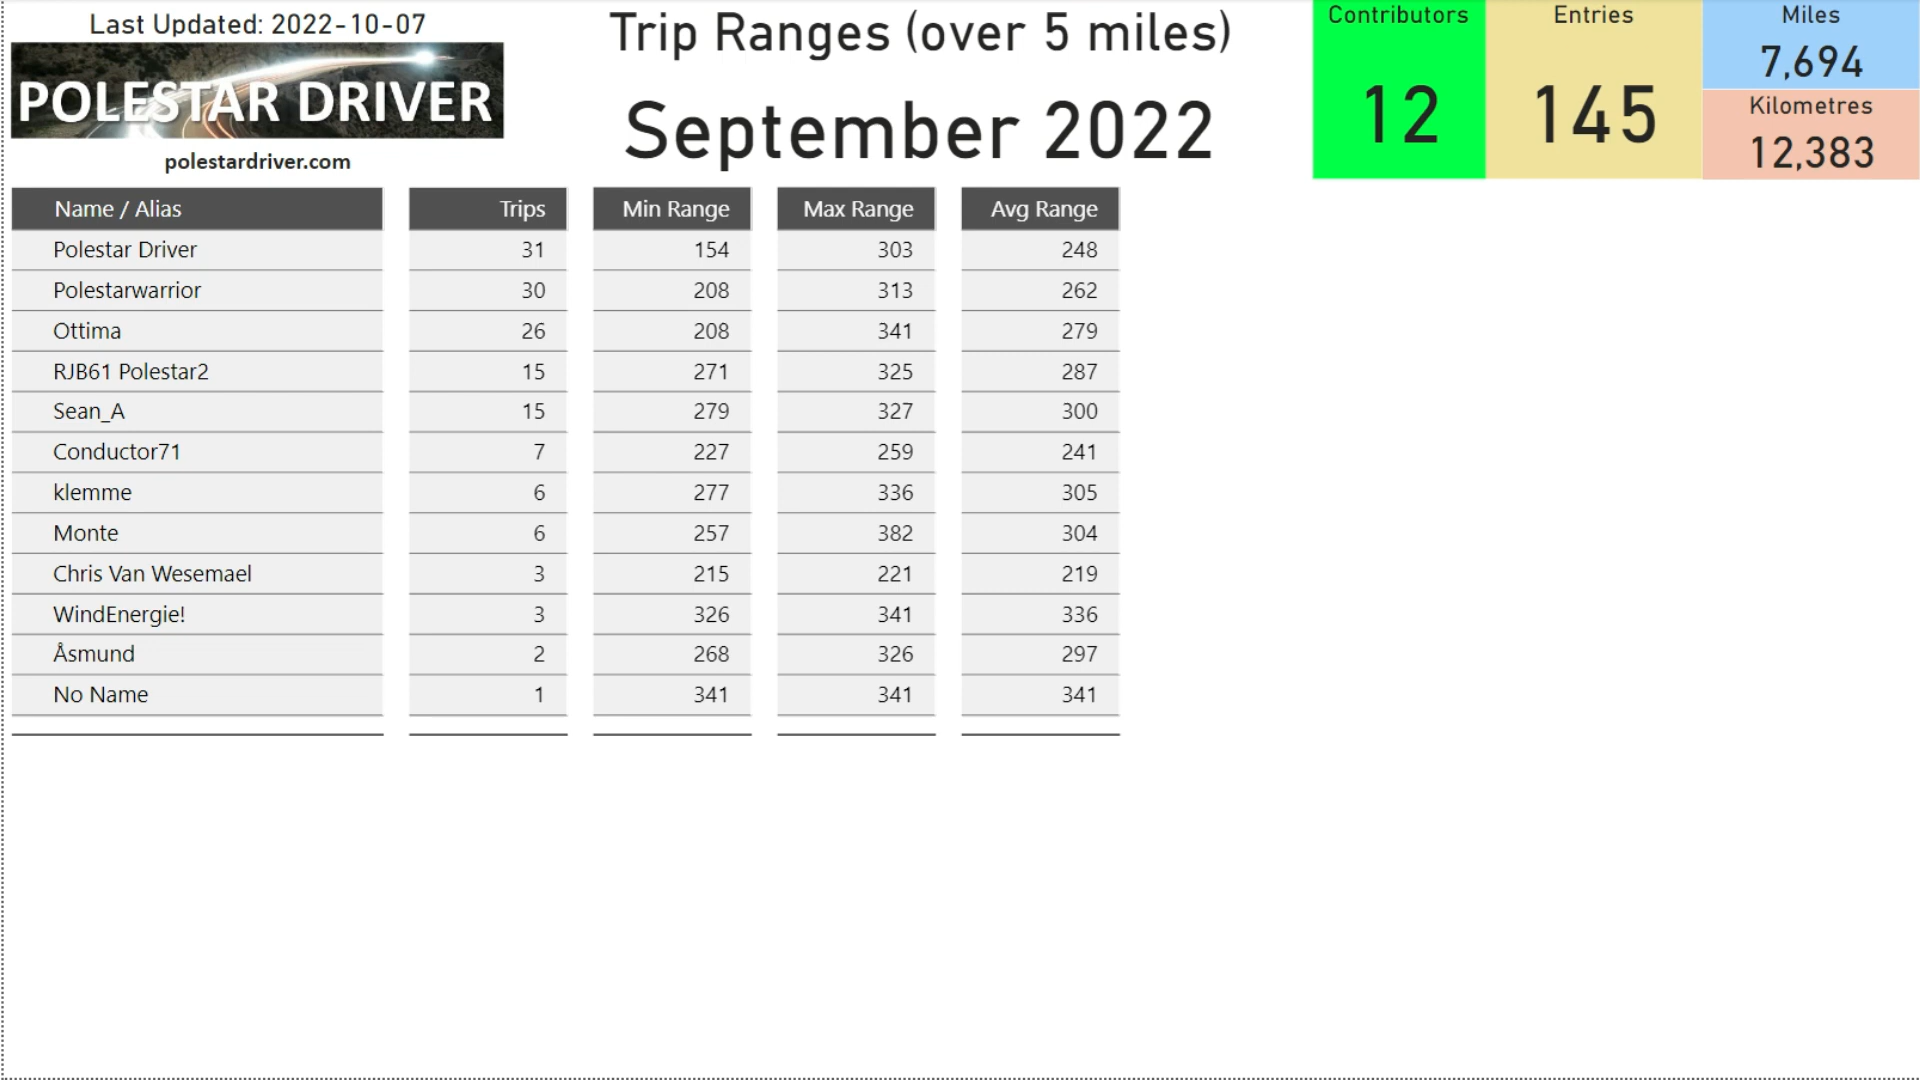 Last Updated: 2022-10-07
POLESTAR DRIVER
polestardriver.com
Trip Ranges (over 5 miles)
September 2022
Contributors
12
Entries
145
Miles
7,694
Kilometres
12,383
Name / Alias Trips Min Range Max Range Avg Range
Polestar Driver 31 154 303 248
Polestarwarrior 30 208 313 262
Ottima 26 208 341 279
RJB61 Polestar2 15 271 325 287
Sean_A 15 279 327 300
Conductor71 7 227 259 241
klemme 6 277 336 305
Monte 6 257 382 304
Chris Van Wesemael 3 215 221 219
WindEnergie! 3 326 341 336
Åsmund 2 268 326 297
No Name 1 341 341 341